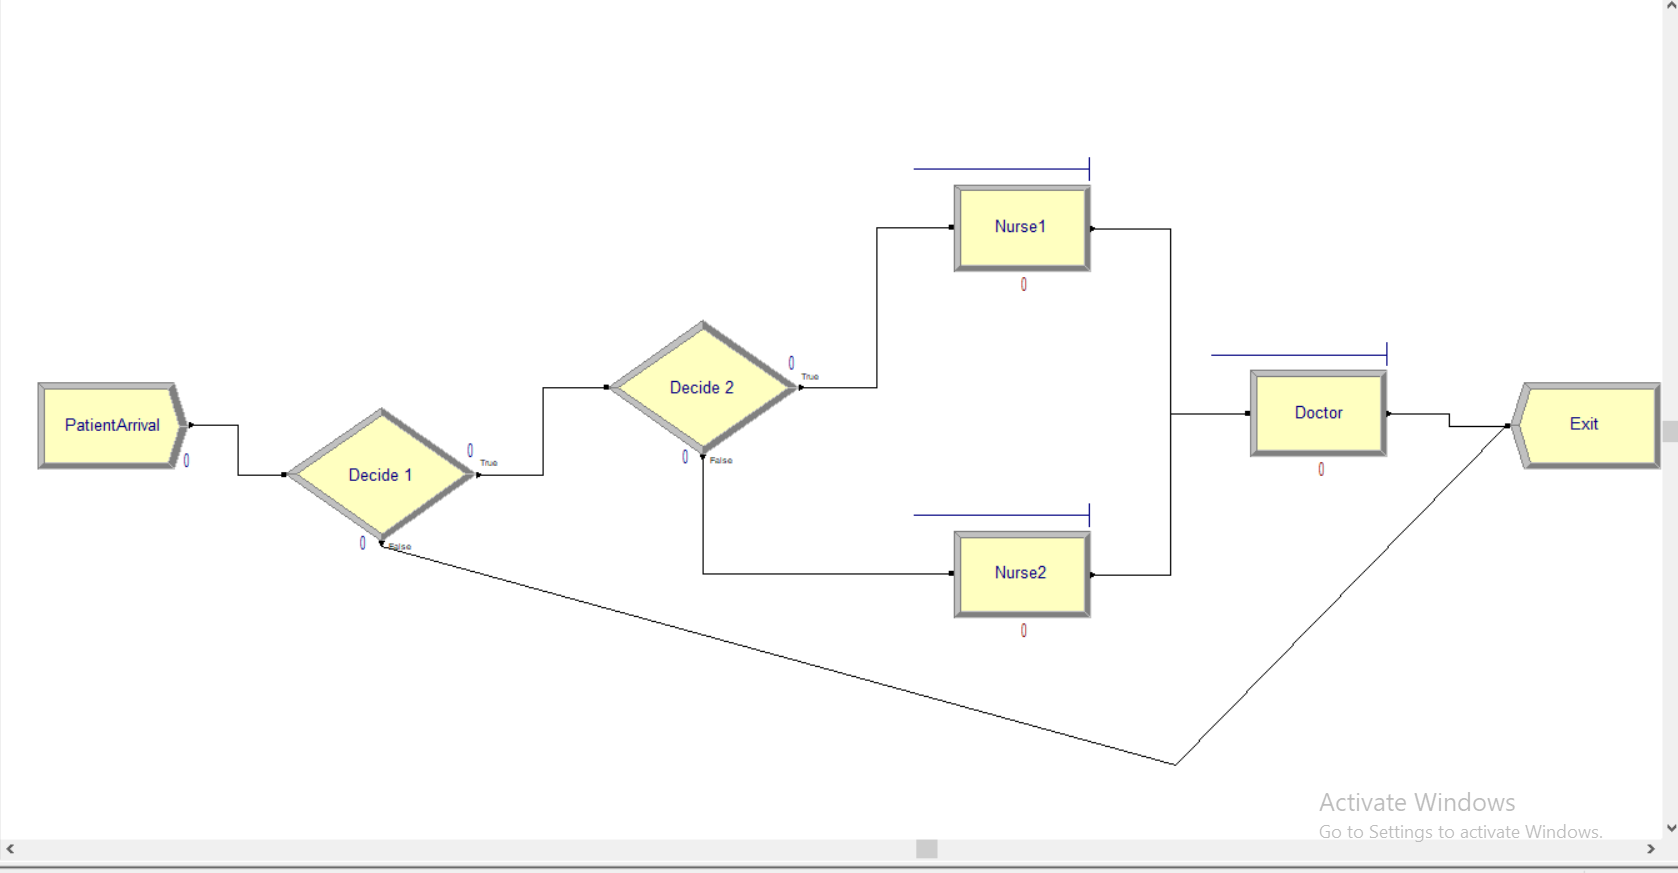 Nurse1
0
0
True
Decide 2
0
False
PatientArrival
0
Decide 1
0
True
0
False
Doctor
0
Exit
Nurse2
0
Activate Windows
Go to Settings to activate Windows.